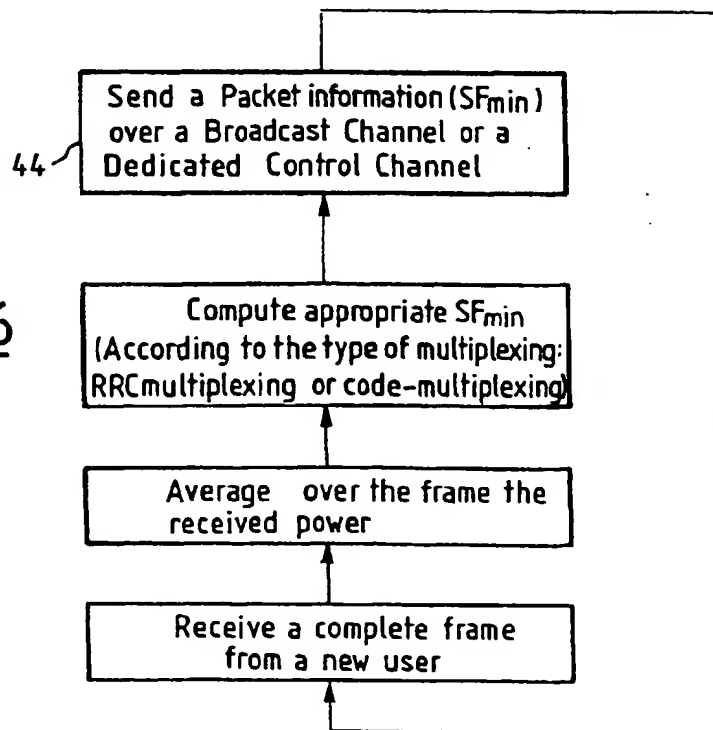 Send a Packet information (SFmin)
over a Broadcast Channel or a
Dedicated Control Channel
44
Compute appropriate SFmin
(According to the type of multiplexing:
RRCmultiplexing or code-multiplexing)
Average over the frame the
received power
Receive a complete frame
from a new user